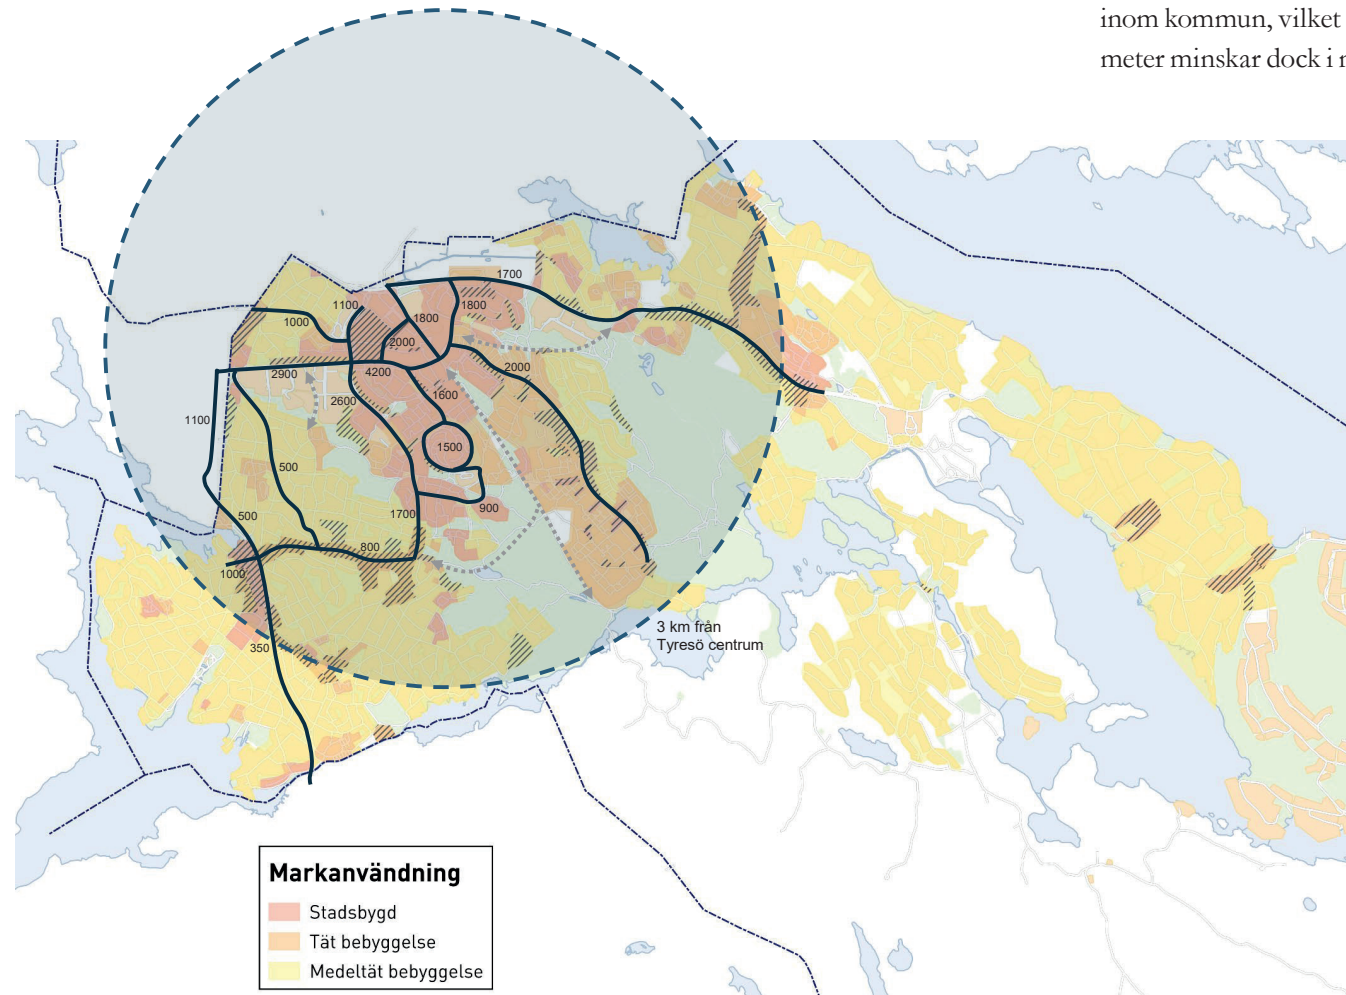 inom kommun, vilket
meter minskar dock i
1700
1100
1800
1800
1000
2000
2900
4200
2000
2600
1600
1100
1500
500
900
500
1700
800
1000
350
3 km från
Tyresö centrum
Markanvändning
Stadsbygd
Tät bebyggelse
Medeltät bebyggelse